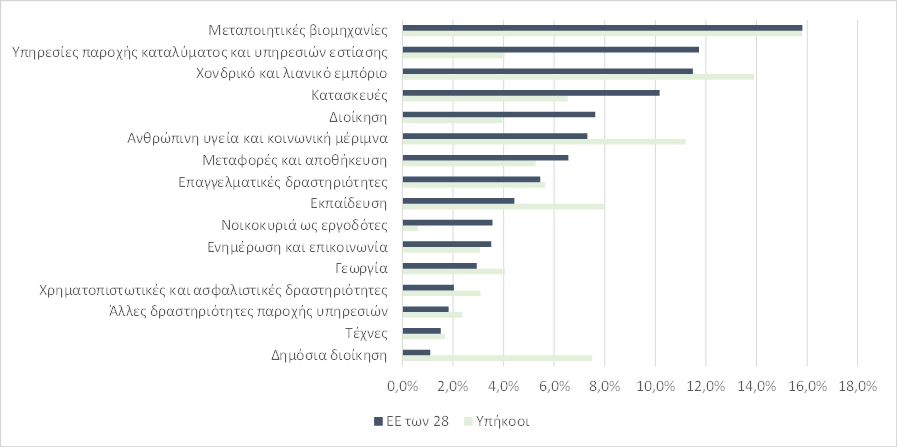 Μεταποιητικές βιομηχανίες
Υπηρεσίες παροχής καταλύματος και υπηρεσιών εστίασης
Χονδρικό και λιανικό εμπόριο
Κατασκευές
Διοίκηση
Ανθρώπινη υγεία και κοινωνική μέριμνα
Μεταφορές και αποθήκευση
Επαγγελματικές δραστηριότητες
Εκπαίδευση
Νοικοκυριά ως εργοδότες
Ενημέρωση και επικοινωνία
Γεωργία
Χρηματοπιστωτικές και ασφαλιστικές δραστηριότητες
Άλλες δραστηριότητες παροχής υπηρεσιών
Τέχνες
Δημόσια διοίκηση
0,0% 2,0% 4,0% 6,0% 8,0% 10,0% 12,0% 14,0% 16,0% 18,0%
ΕΕ των 28 Υπήκοοι